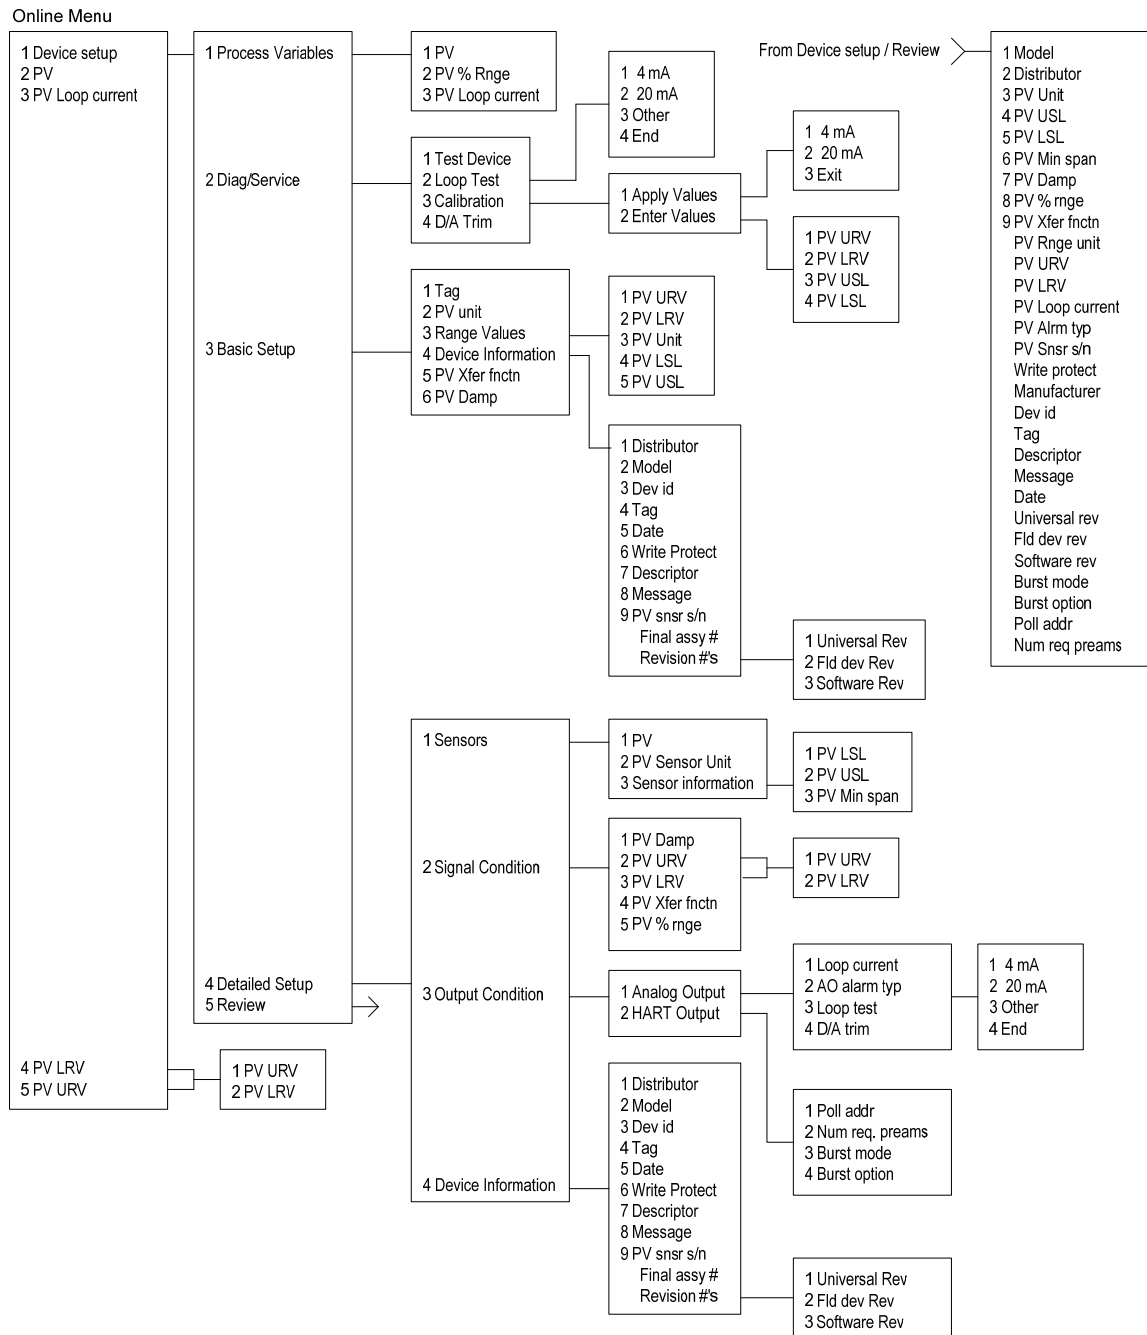 Online Menu
1 Device setup
2 PV
3 PV Loop current
4 PV LRV
5 PV URV
1 PV URV
2 PV LRV
1 Process Variables
2 Diag/Service
3 Basic Setup
4 Detailed Setup
5 Review
1 PV
2 PV % Rnge
3 PV Loop current
1 Test Device
2 Loop Test
3 Calibration
4 D/A Trim
1 4 mA
2 20 mA
3 Other
4 End
1 Apply Values
2 Enter Values
1 4 mA
2 20 mA
3 Exit
1 PV URV
2 PV LRV
3 PV USL
4 PV LSL
1 Tag
2 PV unit
3 Range Values
4 Device Information
5 PV Xfer fnctn
6 PV Damp
1 PV URV
2 PV LRV
3 PV Unit
4 PV LSL
5 PV USL
1 Distributor
2 Model
3 Dev id
4 Tag
5 Date
6 Write Protect
7 Descriptor
8 Message
9 PV snsr s/n
Final assy #
Revision #'s
1 Universal Rev
2 Fld dev Rev
3 Software Rev
1 Sensors
2 Signal Condition
3 Output Condition
4 Device Information
1 PV
2 PV Sensor Unit
3 Sensor information
1 PV LSL
2 PV USL
3 PV Min span
1 PV Damp
2 PV URV
3 PV LRV
4 PV Xfer fnctn
5 PV % rnge
1 PV URV
2 PV LRV
1 Analog Output
2 HART Output
1 Loop current
2 AO alarm typ
3 Loop test
4 D/A trim
1 4 mA
2 20 mA
3 Other
4 End
1 Poll addr
2 Num req. preams
3 Burst mode
4 Burst option
1 Distributor
2 Model
3 Dev id
4 Tag
5 Date
6 Write Protect
7 Descriptor
8 Message
9 PV snsr s/n
Final assy #
Revision #'s
1 Universal Rev
2 Fld dev Rev
3 Software Rev
From Device setup / Review
1 Model
2 Distributor
3 PV Unit
4 PV USL
5 PV LSL
6 PV Min span
7 PV Damp
8 PV % rnge
9 PV Xfer fnctn
PV Rnge unit
PV URV
PV LRV
PV Loop current
PV Alrm typ
PV Snsr s/n
Write protect
Manufacturer
Dev id
Tag
Descriptor
Message
Date
Universal rev
Fld dev rev
Software rev
Burst mode
Burst option
Poll addr
Num req preams